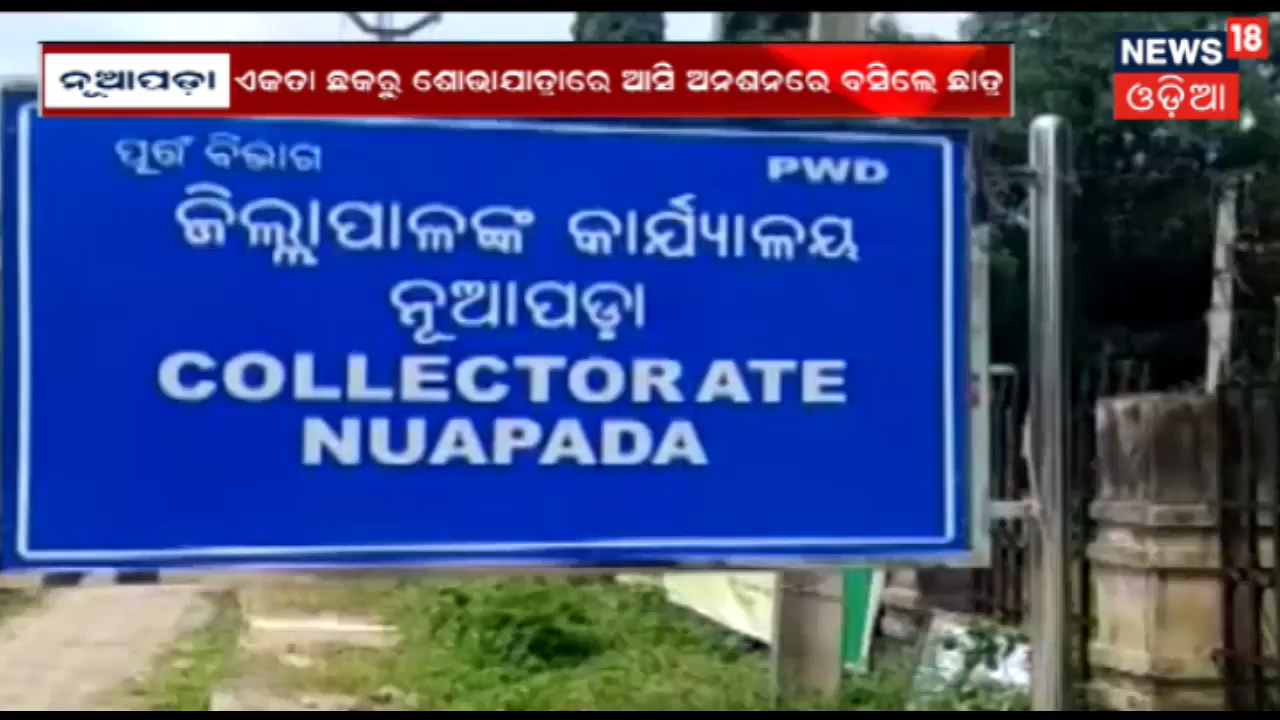 ନୂଆପଡ଼ା ଏକତା ଛକରୁ ଶୋଭାଯାତ୍ରାରେ ଆସି ଅନଶନରେ ବସିଲେ ଛାତ୍ର
NEWS 18
ଓଡ଼ିଆ
ପୂର୍ତ୍ତ ବିଭାଗ PWD
ଜିଲ୍ଲାପାଳଙ୍କ କାର୍ଯ୍ୟାଳୟ
ନୂଆପଡ଼ା
COLLECTORATE
NUAPADA